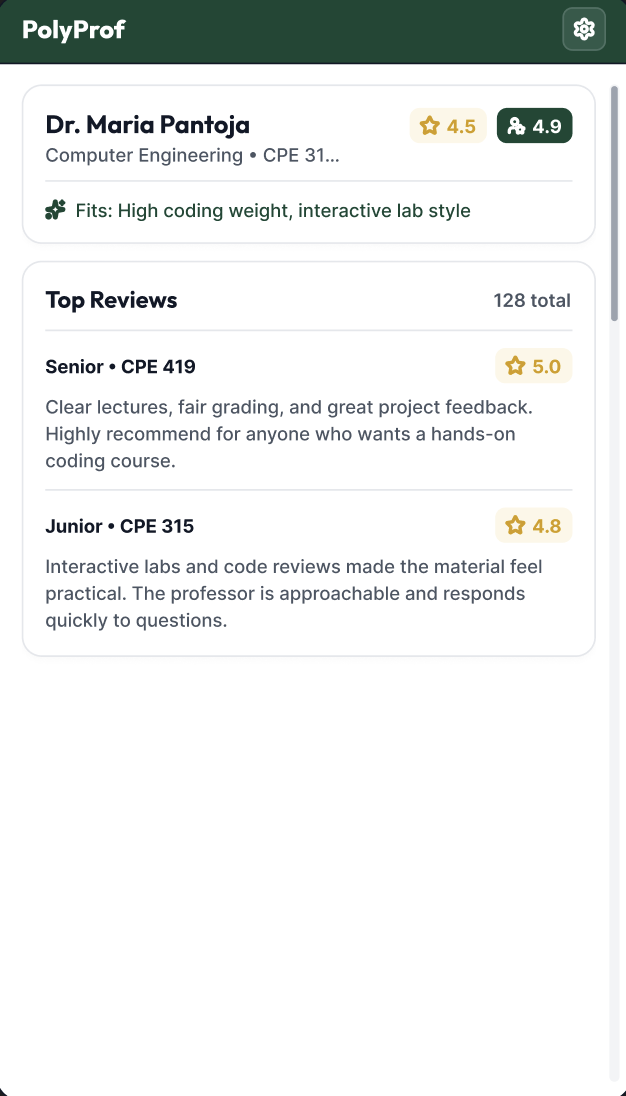 PolyProf
Dr. Maria Pantoja
4.5
4.9
Computer Engineering • CPE 31...
Fits: High coding weight, interactive lab style
Top Reviews
128 total
Senior • CPE 419
5.0
Clear lectures, fair grading, and great project feedback.
Highly recommend for anyone who wants a hands-on
coding course.
Junior • CPE 315
4.8
Interactive labs and code reviews made the material feel
practical. The professor is approachable and responds
quickly to questions.